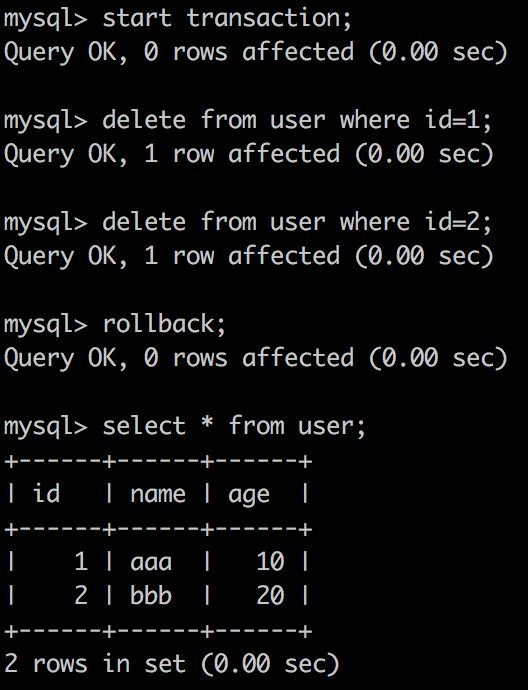 mysql> start transaction;
Query OK, 0 rows affected (0.00 sec)
mysql> delete from user where id=1;
Query OK, 1 row affected (0.00 sec)
mysql> delete from user where id=2;
Query OK, 1 row affected (0.00 sec)
mysql> rollback;
Query OK, 0 rows affected (0.00 sec)
mysql> select * from user;
+------+------+------+
| id   | name | age  |
+------+------+------+
|    1 | aaa  |   10 |
|    2 | bbb  |   20 |
+------+------+------+
2 rows in set (0.00 sec)